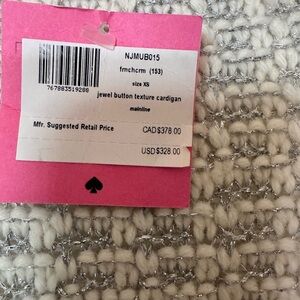 NJMUB015
frnchcrm (153)
size XS
767883519288
jewel button texture cardigan
mainline
Mfr. Suggested Retail Price
CAD$378.00
USD$328.00